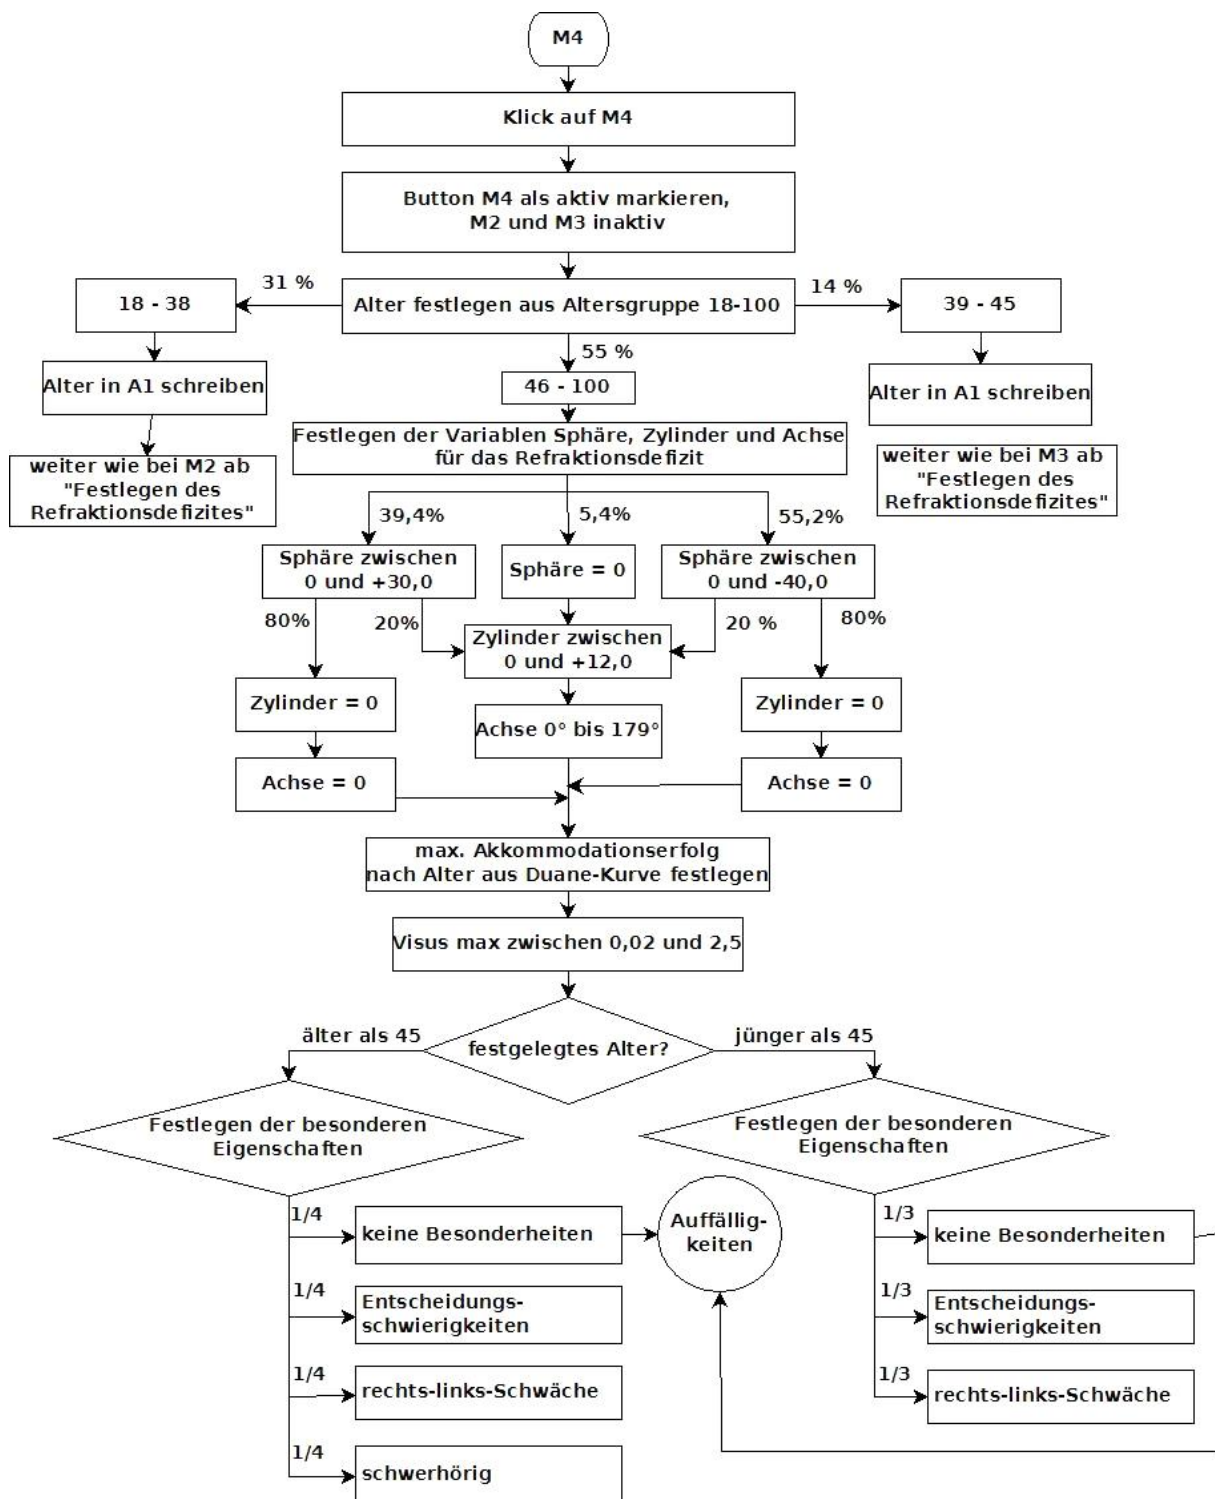 M4
Klick auf M4
Button M4 als aktiv markieren,
M2 und M3 inaktiv
31 %
18 - 38
Alter festlegen aus Altersgruppe 18-100
14 %
39 - 45
55 %
Alter in A1 schreiben
46 - 100
Alter in A1 schreiben
weiter wie bei M2 ab
"Festlegen des
Refraktionsdefizites"
Festlegen der Variablen Sphäre, Zylinder und Achse
für das Refraktionsdefizit
weiter wie bei M3 ab
"Festlegen des
Refraktionsdefizites"
39,4%
5,4%
55,2%
Sphäre zwischen
0 und +30,0
Sphäre = 0
Sphäre zwischen
0 und -40,0
80%
20%
20 %
80%
Zylinder zwischen
0 und +12,0
Zylinder = 0
Achse 0° bis 179°
Zylinder = 0
Achse = 0
Achse = 0
max. Akkommodationserfolg
nach Alter aus Duane-Kurve festlegen
Visus max zwischen 0,02 und 2,5
älter als 45
festgelegtes Alter?
jünger als 45
Festlegen der besonderen
Eigenschaften
Festlegen der besonderen
Eigenschaften
1/4
keine Besonderheiten
Auffällig-
keiten
1/3
keine Besonderheiten
1/4
Entscheidungs-
schwierigkeiten
1/3
Entscheidungs-
schwierigkeiten
1/4
rechts-links-Schwäche
1/3
rechts-links-Schwäche
1/4
schwerhörig